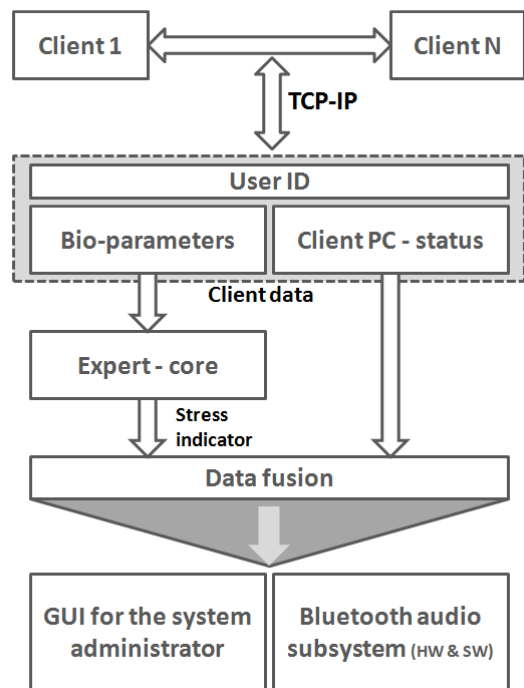 Client 1
Client N
TCP-IP
User ID
Bio-parameters
Client PC - status
Client data
Expert - core
Stress
indicator
Data fusion
GUI for the system
administrator
Bluetooth audio
subsystem (HW & SW)